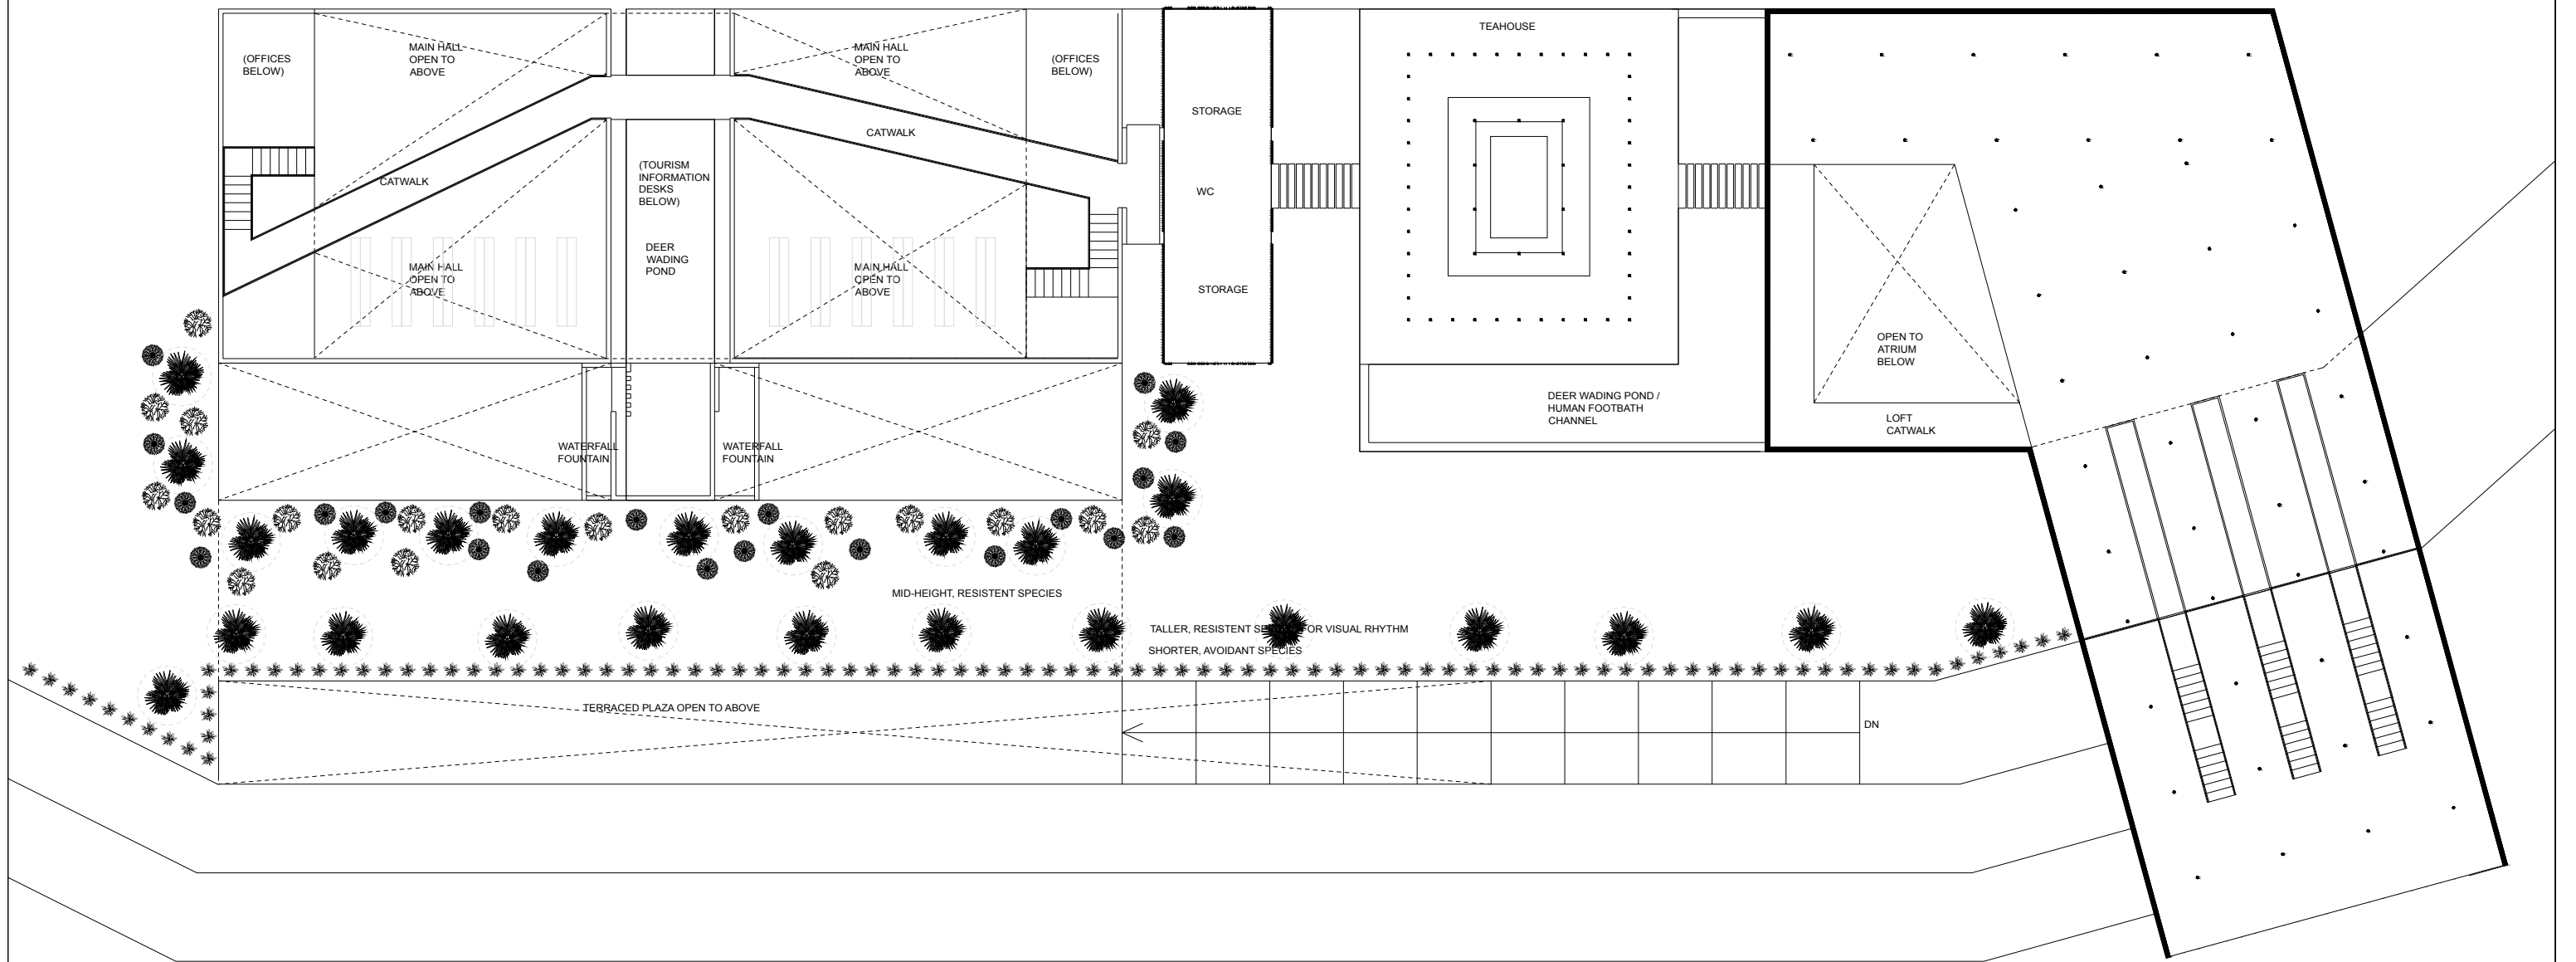 (OFFICES
BELOW)
MAIN HALL
OPEN TO
ABOVE
MAIN HALL
OPEN TO
ABOVE
(OFFICES
BELOW)
TEAHOUSE
STORAGE
CATWALK
(TOURISM
INFORMATION
DESKS
BELOW)
CATWALK
WC
DEER
WADING
POND
MAIN HALL
OPEN TO
ABOVE
MAIN HALL
OPEN TO
ABOVE
STORAGE
OPEN TO
ATRIUM
BELOW
DEER WADING POND /
HUMAN FOOTBATH
CHANNEL
LOFT
CATWALK
WATERFALL
FOUNTAIN
WATERFALL
FOUNTAIN
MID-HEIGHT, RESISTENT SPECIES
TALLER, RESISTENT FOR VISUAL RHYTHM
SHORTER, AVOIDANT SPECIES
TERRACED PLAZA OPEN TO ABOVE
DN